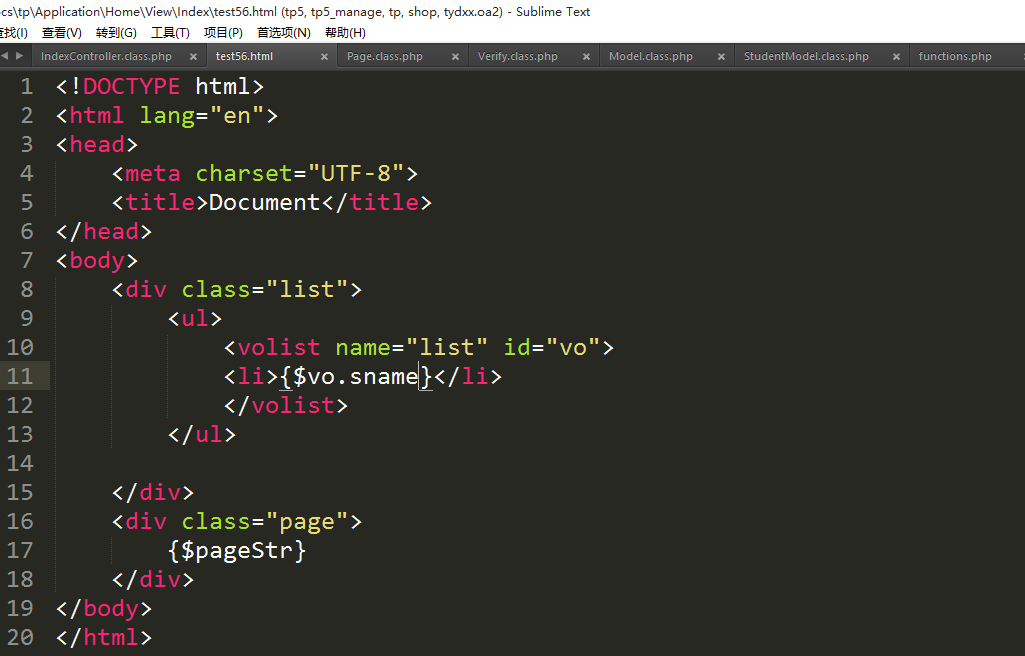 cs\tp\Application\Home\View\Index\test56.html (tp5, tp5_manage, tp, shop, tydxx.oa2) - Sublime Text
查找(I) 查看(V) 转到(G) 工具(T) 项目(P) 首选项(N) 帮助(H)
IndexController.class.php × test56.html × Page.class.php × Verify.class.php × Model.class.php × StudentModel.class.php × functions.php
1 <!DOCTYPE html>
2 <html lang="en">
3 <head>
4 <meta charset="UTF-8">
5 <title>Document</title>
6 </head>
7 <body>
8 <div class="list">
9 <ul>
10 <volist name="list" id="vo">
11 <li>{$vo.sname}</li>
12 </volist>
13 </ul>
14
15 </div>
16 <div class="page">
17 {$pageStr}
18 </div>
19 </body>
20 </html>